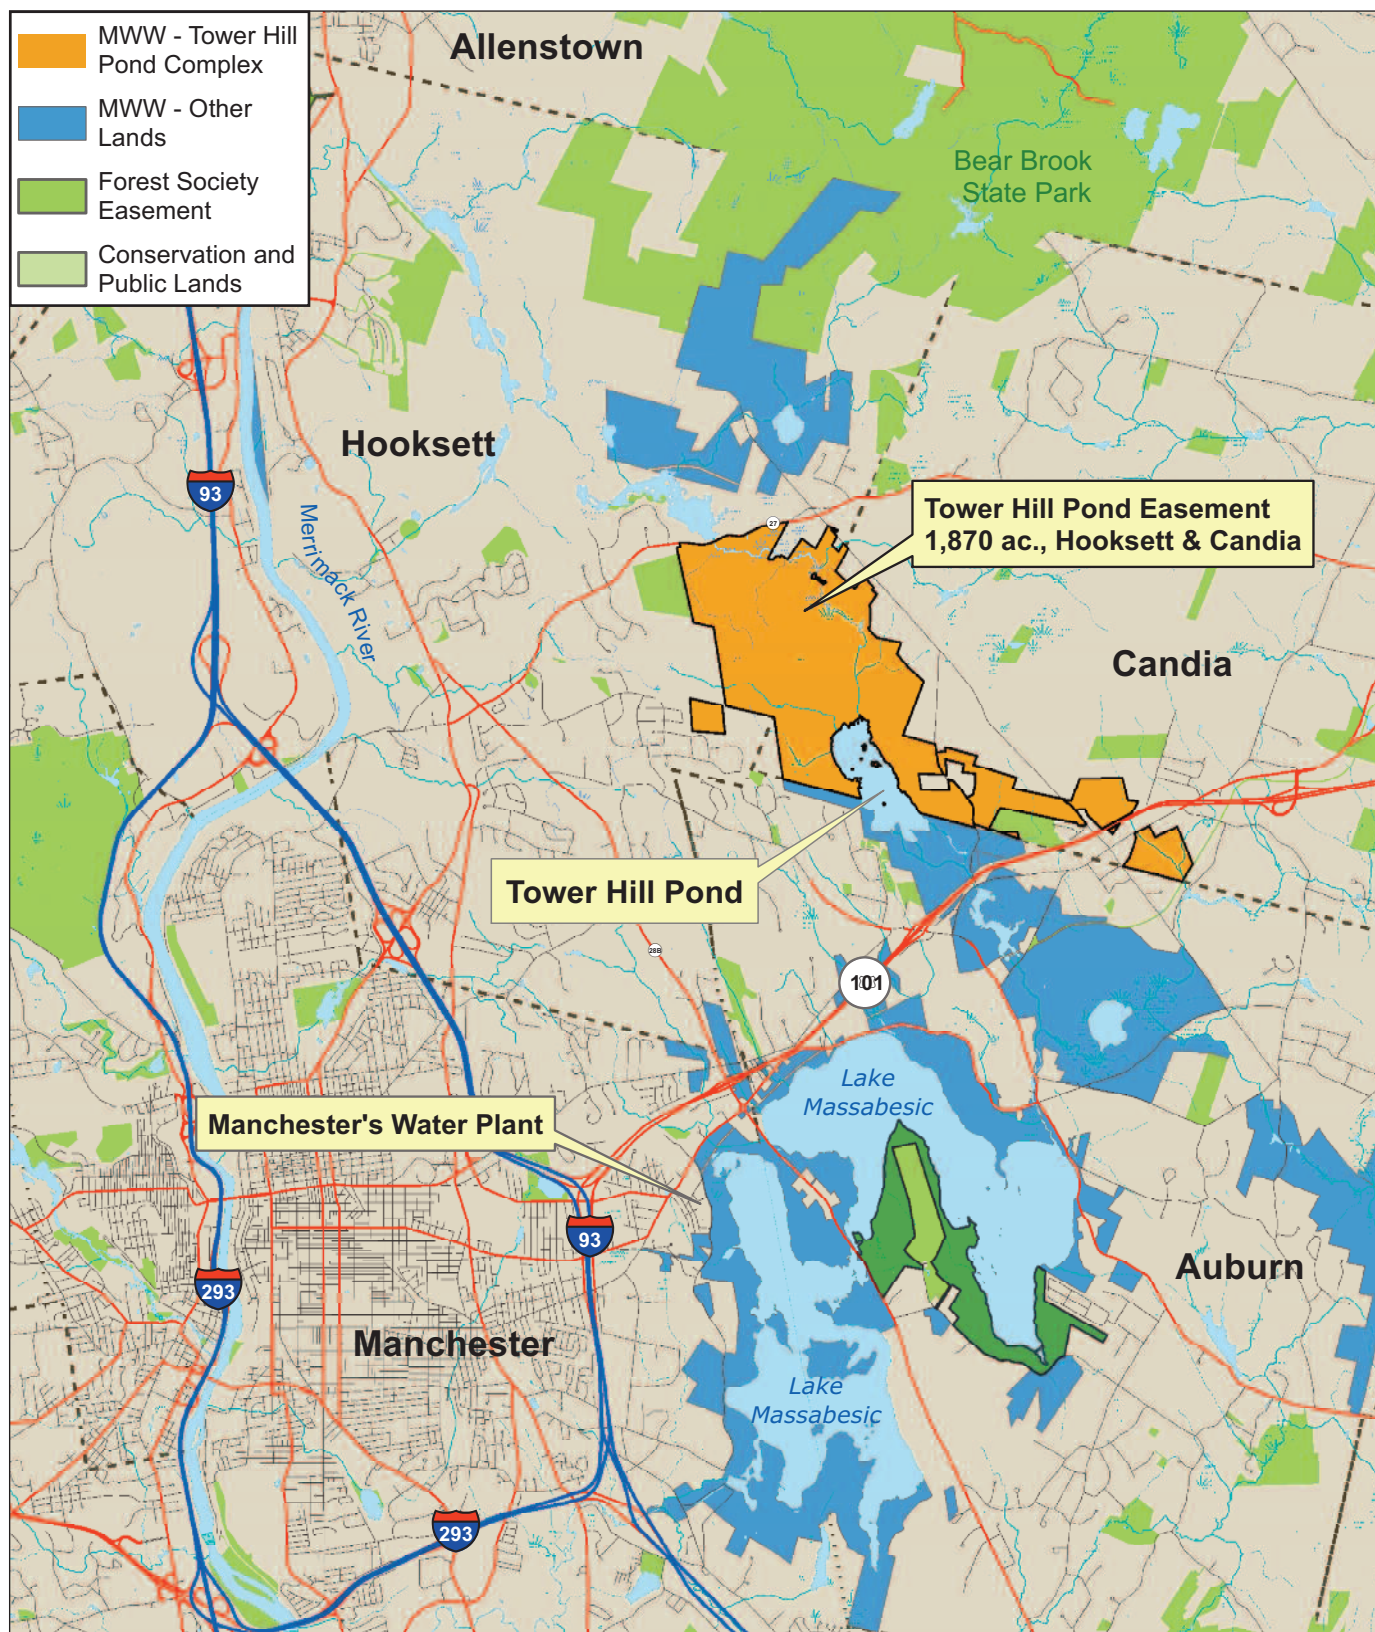 MWW - Tower Hill
Pond Complex
MWW - Other
Lands
Forest Society
Easement
Conservation and
Public Lands
Allenstown
Bear Brook
State Park
Hooksett
93
Merrimack River
27
Tower Hill Pond Easement
1,870 ac., Hooksett & Candia
Candia
Tower Hill Pond
28B
101
Lake
Massabesic
Manchester's Water Plant
93
293
Auburn
Manchester
Lake
Massabesic
293